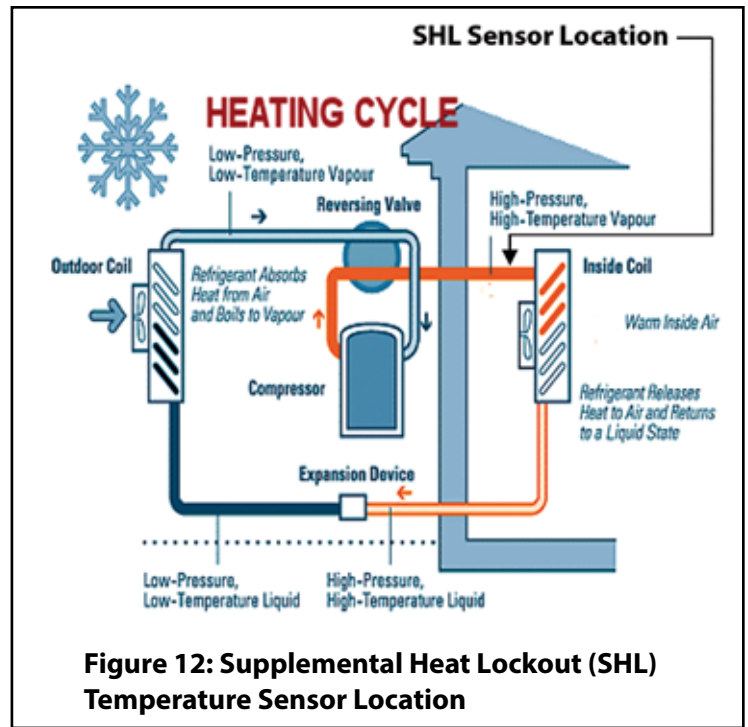 SHL Sensor Location
HEATING CYCLE
Low-Pressure,
Low-Temperature Vapour
Reversing Valve
High-Pressure,
High-Temperature Vapour
Outdoor Coil
Refrigerant Absorbs
Heat from Air
and Boils to Vapour
Inside Coil
Warm Inside Air
Compressor
Refrigerant Releases
Heat to Air and Returns
to a Liquid State
Expansion Device
Low-Pressure,
Low-Temperature Liquid
High-Pressure,
High-Temperature Liquid
Figure 12: Supplemental Heat Lockout (SHL)
Temperature Sensor Location